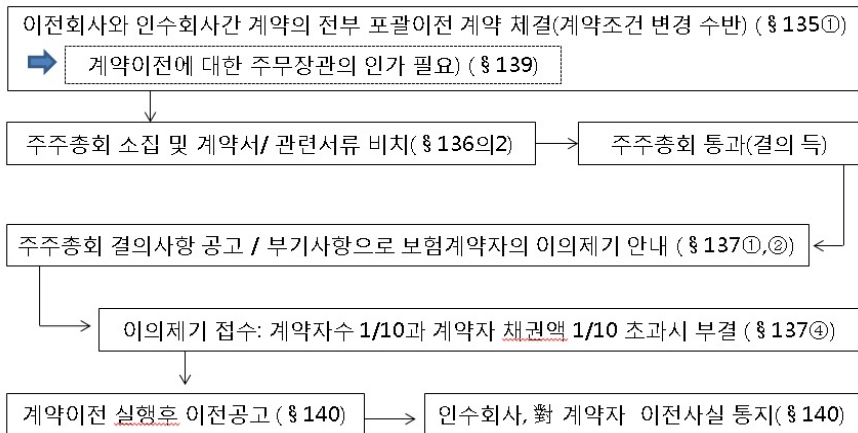 이전회사와 인수회사간 계약의 전부 포괄이전 계약 체결(계약조건 변경 수반) (§135①)
계약이전에 대한 주무장관의 인가 필요) (§139)
주주총회 소집 및 계약서/ 관련서류 비치(§136의2)
주주총회 통과(결의 득)
주주총회 결의사항 공고 / 부기사항으로 보험계약자의 이의제기 안내 (§137①,②)
이의제기 접수: 계약자수 1/10과 계약자 채권액 1/10 초과시 부결 (§137④)
계약이전 실행후 이전공고 (§140)
인수회사, 對 계약자 이전사실 통지(§140)